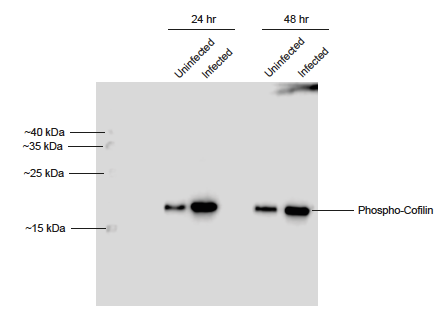 24 hr
48 hr
Uninfected
Infected
Uninfected
Infected
~40 kDa
~35 kDa
~25 kDa
Phospho-Cofilin
~15 kDa